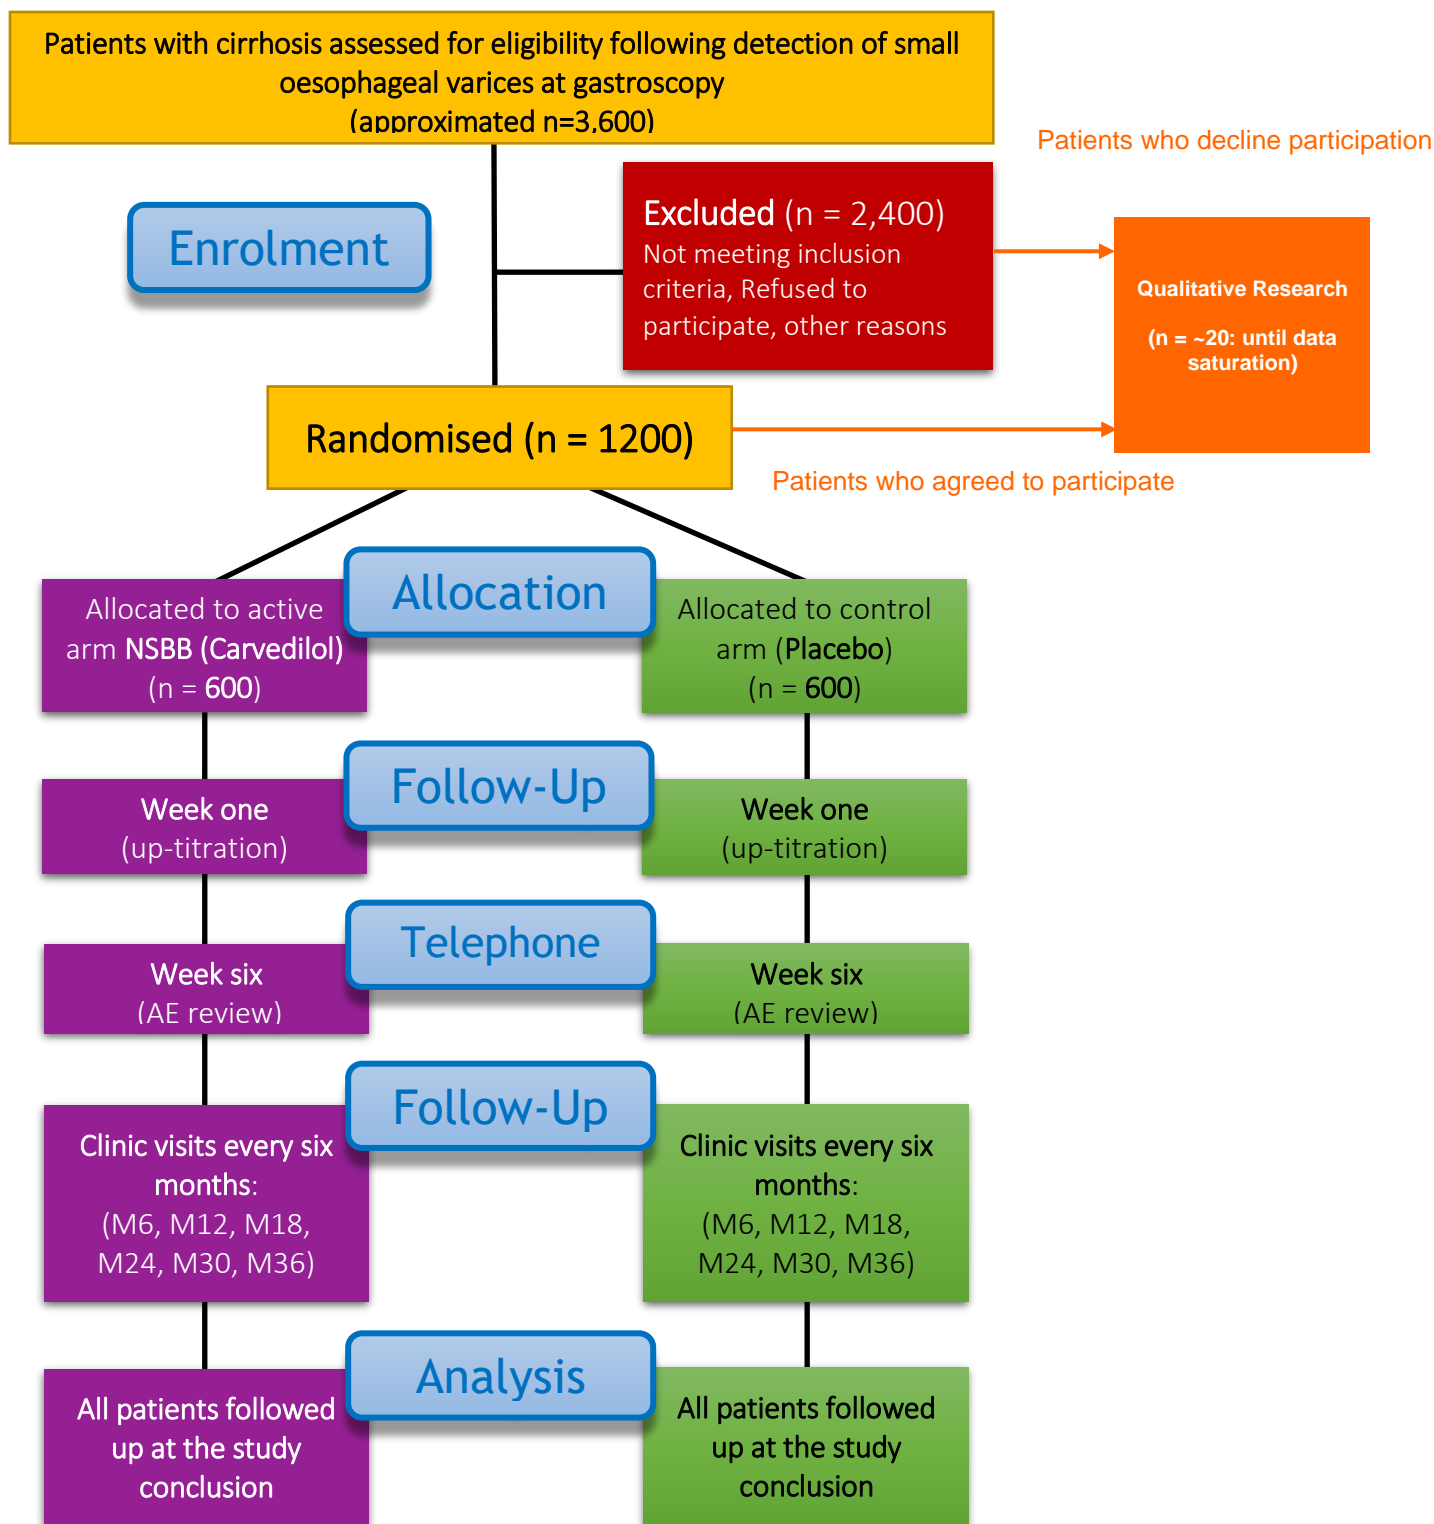 Patients with cirrhosis assessed for eligibility following detection of small
oesophageal varices at gastroscopy
(approximated n=3,600)
Patients who decline participation
Enrolment
Excluded (n = 2,400)
Not meeting inclusion
criteria, Refused to
participate, other reasons
Qualitative Research
(n = ~20: until data
saturation)
Randomised (n = 1200)
Patients who agreed to participate
Allocation
Allocated to active
arm NSBB (Carvedilol)
(n = 600)
Allocated to control
arm (Placebo)
(n = 600)
Follow-Up
Week one
(up-titration)
Week one
(up-titration)
Telephone
Week six
(AE review)
Week six
(AE review)
Follow-Up
Clinic visits every six
months:
(M6, M12, M18,
M24, M30, M36)
Clinic visits every six
months:
(M6, M12, M18,
M24, M30, M36)
Analysis
All patients followed
up at the study
conclusion
All patients followed
up at the study
conclusion